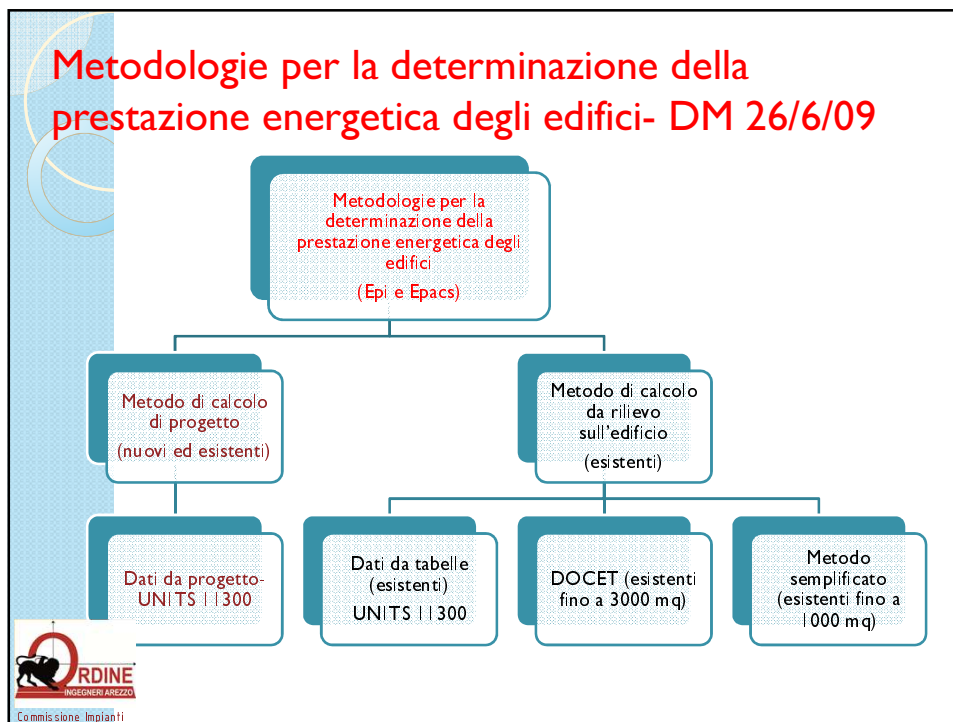 Metodologie per la determinazione della
prestazione energetica degli edifici- DM 26/6/09
Metodologie per la
determinazione della
prestazione energetica degli
edifici
(Epi e Epacs)
Metodo di calcolo
di progetto
(nuovi ed esistenti)
Metodo di calcolo
da rilievo
sull'edificio
(esistenti)
Dati da progetto-
UNITS 11300
Dati da tabelle
(esistenti)
UNITS 11300
DOCET (esistenti
fino a 3000 mq)
Metodo
semplificato
(esistenti fino a
1000 mq)
ORDINE
INGEGNERI AREZZO
Commissione Impianti